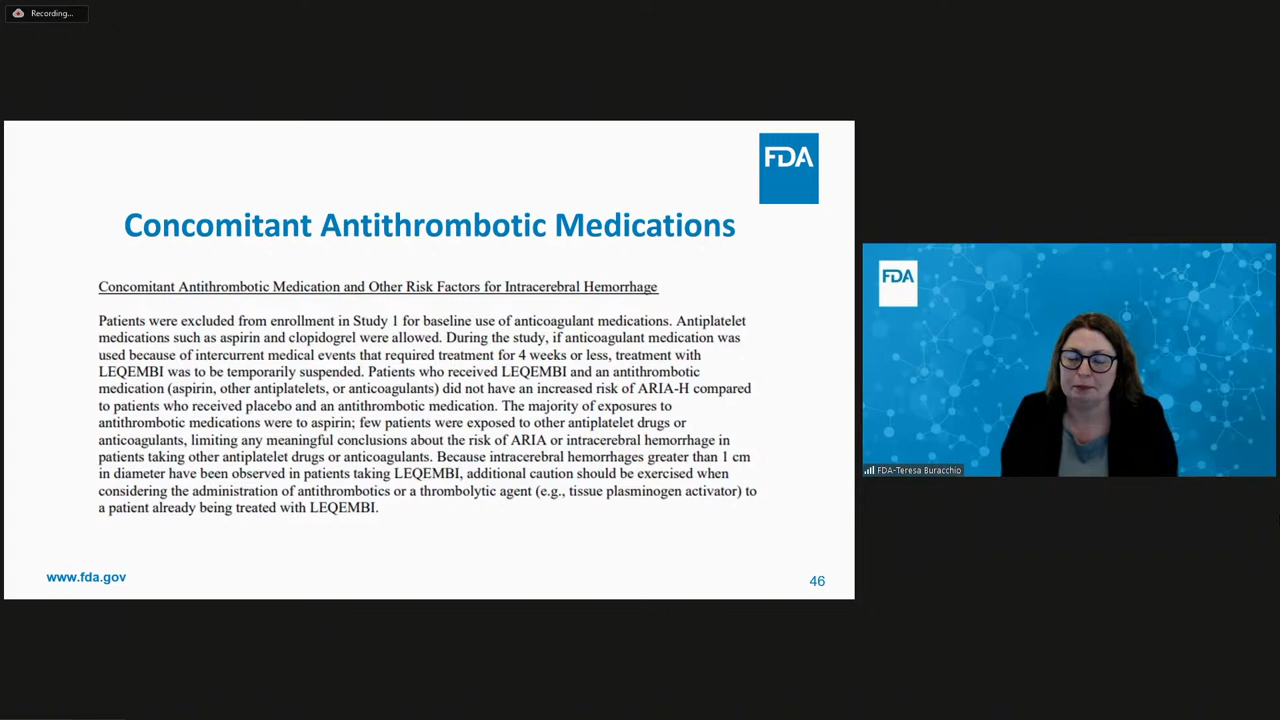 Recording...
FDA
Concomitant Antithrombotic Medications
Concomitant Antithrombotic Medication and Other Risk Factors for Intracerebral Hemorrhage
Patients were excluded from enrollment in Study 1 for baseline use of anticoagulant medications. Antiplatelet
medications such as aspirin and clopidogrel were allowed. During the study, if anticoagulant medication was
used because of intercurrent medical events that required treatment for 4 weeks or less, treatment with
LEQEMBI was to be temporarily suspended. Patients who received LEQEMBI and an antithrombotic
medication (aspirin, other antiplatelets, or anticoagulants) did not have an increased risk of ARIA-H compared
to patients who received placebo and an antithrombotic medication. The majority of exposures to
antithrombotic medications were to aspirin; few patients were exposed to other antiplatelet drugs or
anticoagulants, limiting any meaningful conclusions about the risk of ARIA or intracerebral hemorrhage in
patients taking other antiplatelet drugs or anticoagulants. Because intracerebral hemorrhages greater than 1 cm
in diameter have been observed in patients taking LEQEMBI, additional caution should be exercised when
considering the administration of antithrombotics or a thrombolytic agent (e.g., tissue plasminogen activator) to
a patient already being treated with LEQEMBI.
www.fda.gov
46
FDA
FDA-Teresa Buracchio